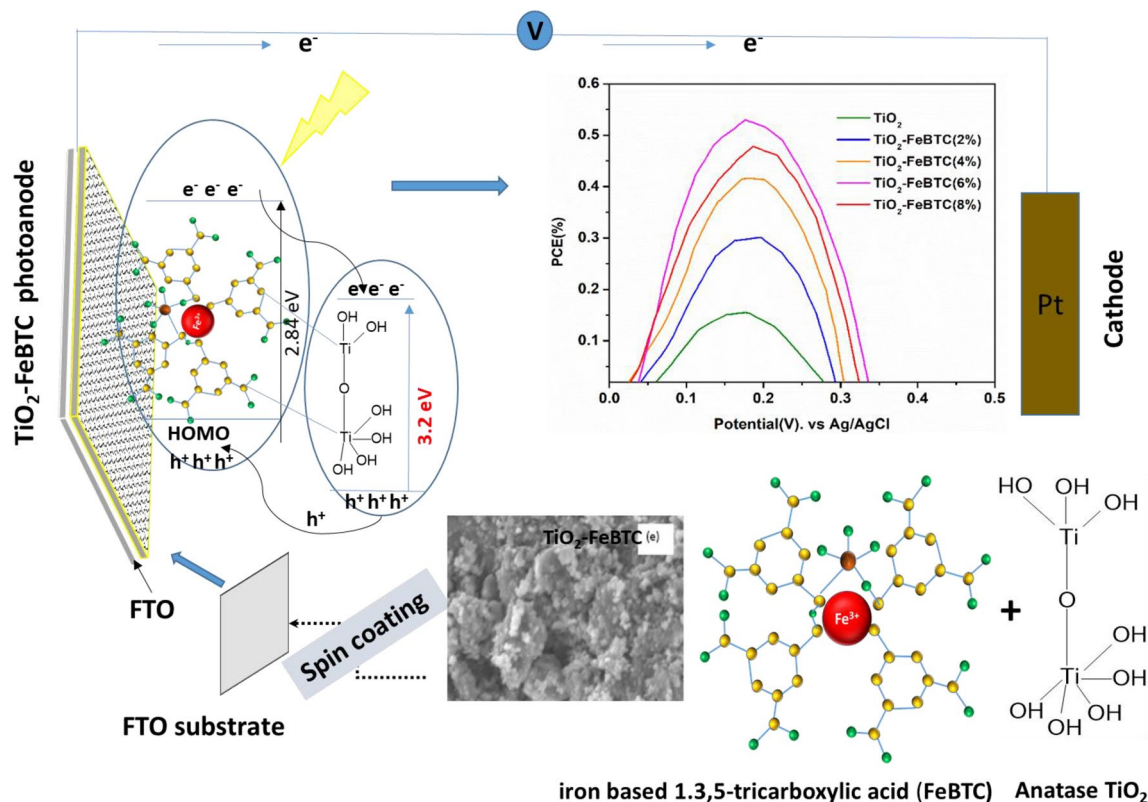 e⁻
V
e⁻
TiO₂-FeBTC photoanode
e⁻ e⁻ e⁻
2.84 eV
Fe³⁺
HOMO
h⁺ h⁺ h⁺
e⁻ e⁻ e⁻
OH
OH
Ti
O
OH
Ti
OH
OH
OH
OH
3.2 eV
h⁺ h⁺ h⁺
h⁺
0.6
0.5
0.4
0.3
0.2
0.1
PCE(%)
TiO₂
TiO₂-FeBTC(2%)
TiO₂-FeBTC(4%)
TiO₂-FeBTC(6%)
TiO₂-FeBTC(8%)
0.0 0.1 0.2 0.3 0.4 0.5
Potential(V). vs Ag/AgCl
Pt
Cathode
FTO
FTO substrate
Spin coating
TiO₂-FeBTC (e)
Fe³⁺
+
OH
HO
OH
Ti
O
OH
Ti
OH
OH
OH
OH
iron based 1.3,5-tricarboxylic acid (FeBTC)
Anatase TiO₂